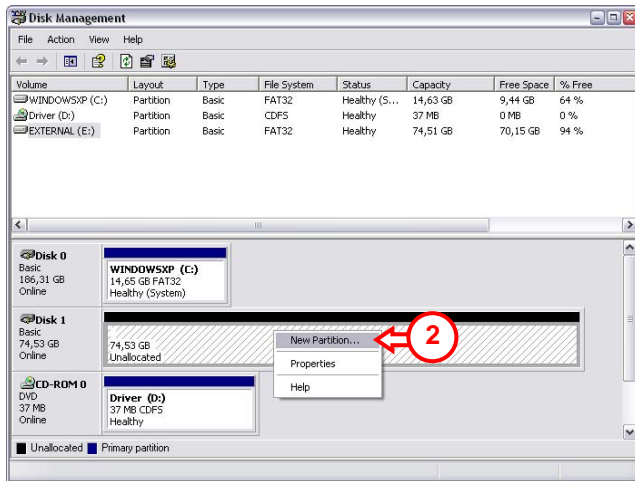 Disk Management
File Action View Help
Volume Layout Type File System Status Capacity Free Space % Free
WINDOWSXP (C:) Partition Basic FAT32 Healthy (S... 14,63 GB 9,44 GB 64 %
Driver (D:) Partition Basic CDFS Healthy 37 MB 0 MB 0 %
EXTERNAL (E:) Partition Basic FAT32 Healthy 74,51 GB 70,15 GB 94 %
Disk 0
Basic
186,31 GB
Online
WINDOWSXP (C:)
14,65 GB FAT32
Healthy (System)
Disk 1
Basic
74,53 GB
Online
74,53 GB
Unallocated
New Partition...
Properties
Help
2
CD-ROM 0
DVD
37 MB
Online
Driver (D:)
37 MB CDFS
Healthy
Unallocated Primary partition